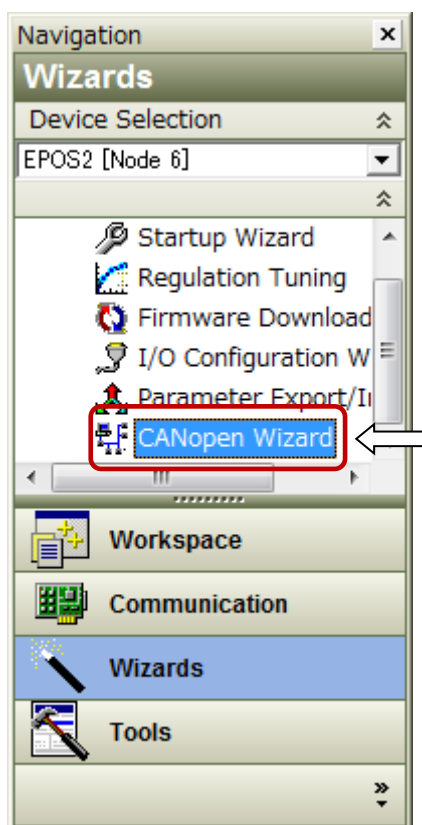 Navigation
Wizards
Device Selection
EPOS2 [Node 6]
Startup Wizard
Regulation Tuning
Firmware Download
I/O Configuration W
Parameter Export/I
CANopen Wizard
Workspace
Communication
Wizards
Tools